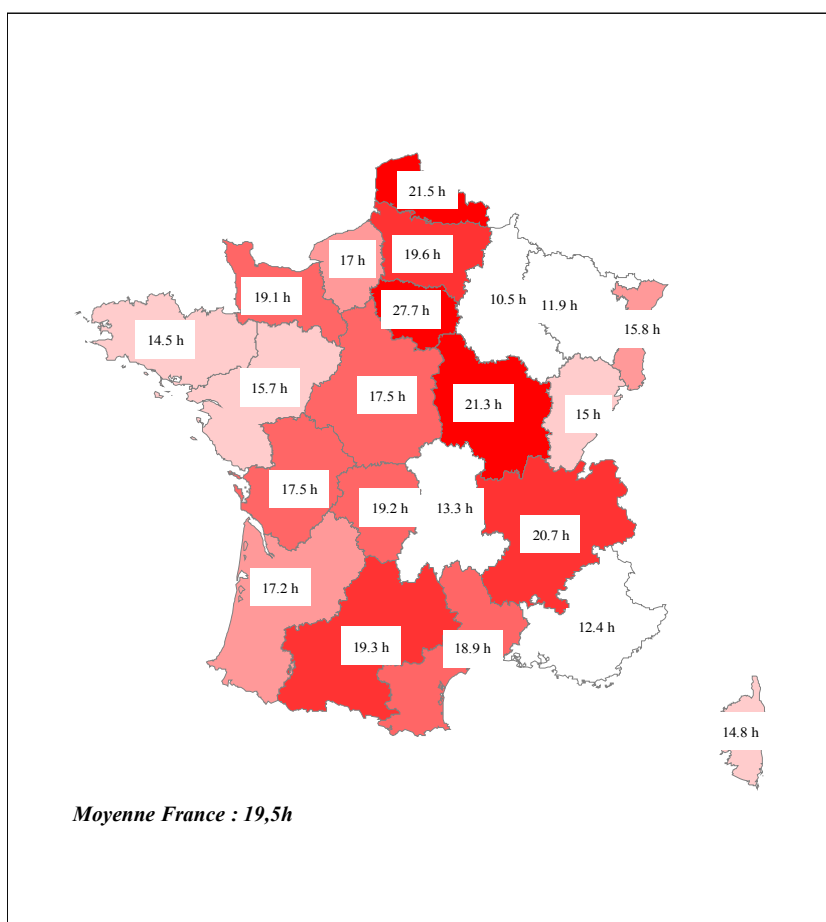 21.5 h
19.6 h
17 h
19.1 h
27.7 h
10.5 h
11.9 h
15.8 h
14.5 h
15.7 h
17.5 h
21.3 h
15 h
17.5 h
19.2 h
13.3 h
20.7 h
17.2 h
19.3 h
18.9 h
12.4 h
14.8 h
Moyenne France : 19,5h